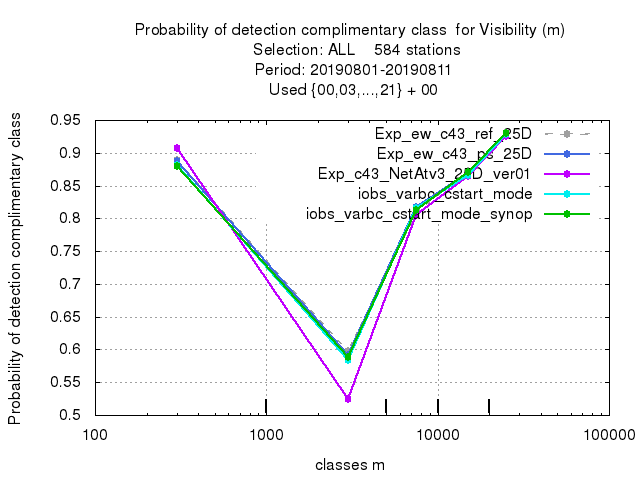 Probability of detection complimentary class  for Visibility (m)
Selection: ALL    584 stations
Period: 20190801-20190811
Used {00,03,...,21} + 00
Probability of detection complimentary class
0.95
0.9
0.85
0.8
0.75
0.7
0.65
0.6
0.55
0.5
Exp_ew_c43_ref_25D
Exp_ew_c43_ps_25D
Exp_c43_NetAtv3_25D_ver01
iobs_varbc_cstart_mode
iobs_varbc_cstart_mode_synop
100 1000 10000 100000
classes m